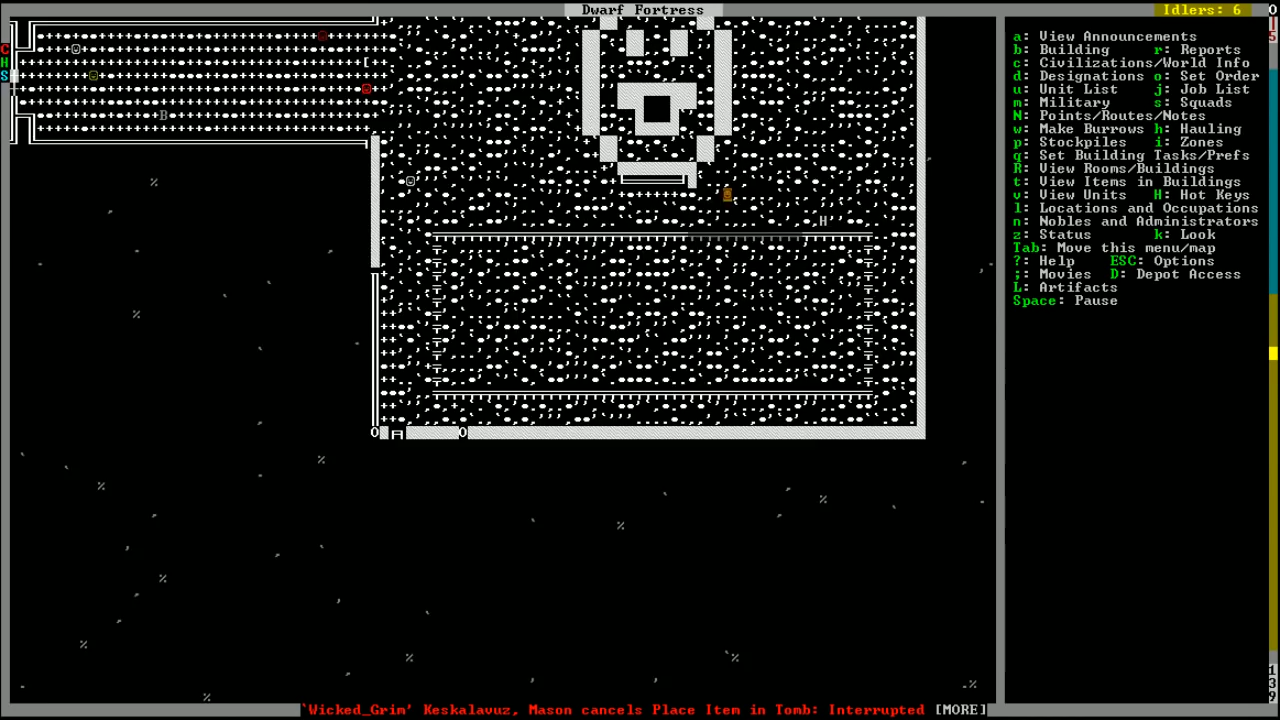 Dwarf Fortress
Idlers: 6
a: View Announcements
b: Building r: Reports
c: Civilizations/World Info
d: Designations o: Set Order
u: Unit List j: Job List
m: Military s: Squads
N: Points/Routes/Notes
w: Make Burrows h: Hauling
p: Stockpiles i: Zones
q: Set Building Tasks/Prefs
R: View Rooms/Buildings
t: View Items in Buildings
v: View Units H: Hot Keys
l: Locations and Occupations
n: Nobles and Administrators
z: Status k: Look
Tab: Move this menu/map
?: Help ESC: Options
;: Movies D: Depot Access
L: Artifacts
Space: Pause
C
H
S
B
H
`Wicked_Grim' Keskalavuz, Mason cancels Place Item in Tomb: Interrupted [MORE]
139